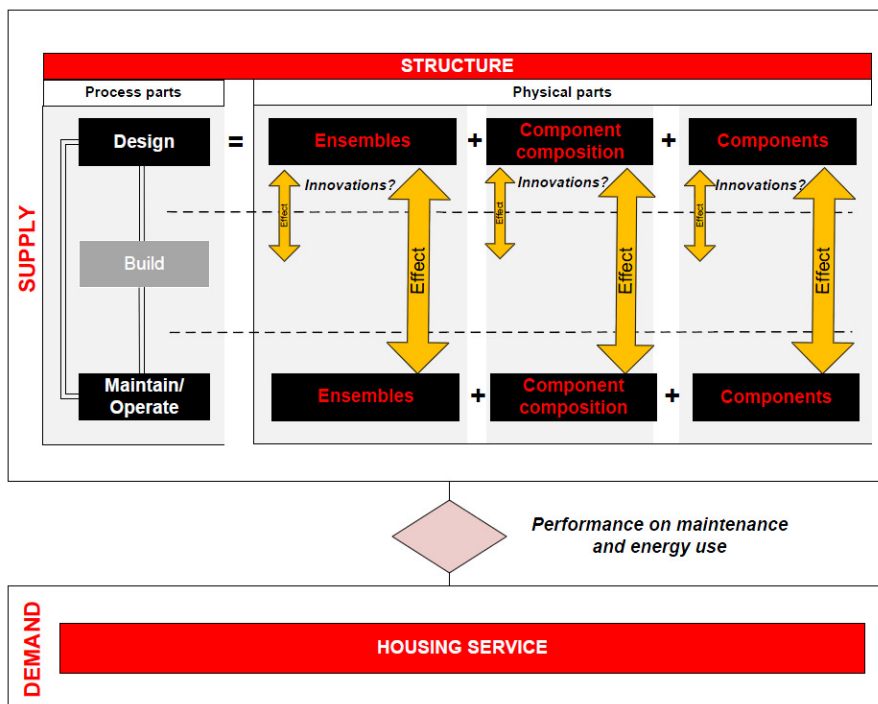 STRUCTURE
Process parts
Physical parts
SUPPLY
Design
=
Ensembles
+
Component
composition
+
Components
Innovations?
Innovations?
Innovations?
Effect
Effect
Effect
Effect
Effect
Effect
Build
Maintain/
Operate
Ensembles
+
Component
composition
+
Components
Performance on maintenance
and energy use
DEMAND
HOUSING SERVICE